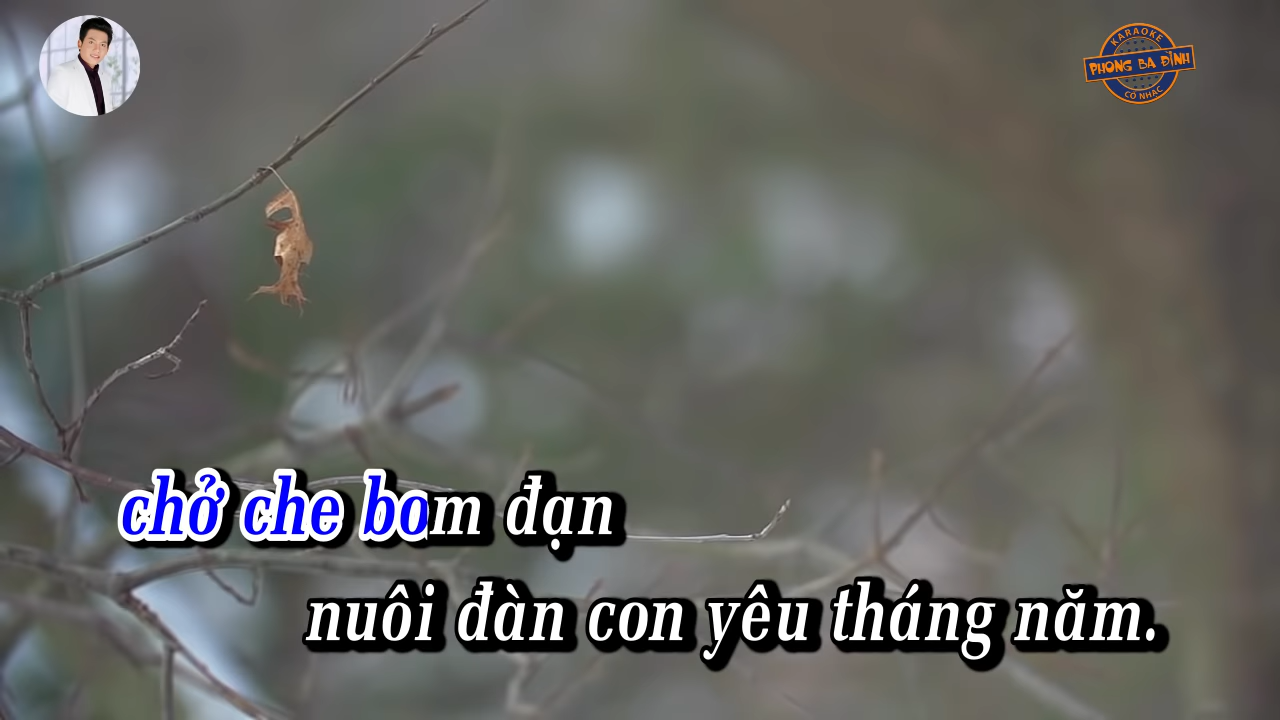 KARAOKE
PHONG BA ĐÌNH
CỔ NHẠC
chở che bom đạn
nuôi đàn con yêu tháng năm.